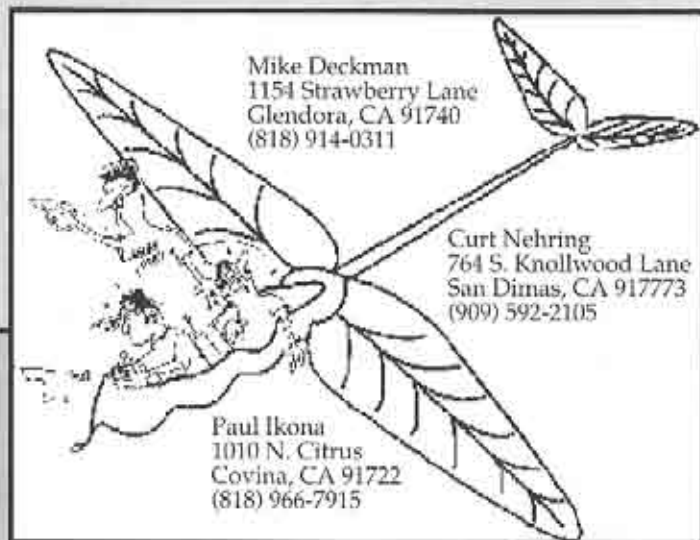 Mike Deckman
1154 Strawberry Lane
Glendora, CA 91740
(818) 914-0311
Curt Nehring
764 S. Knollwood Lane
San Dimas, CA 917773
(909) 592-2105
Paul Ikona
1010 N. Citrus
Covina, CA 91722
(818) 966-7915